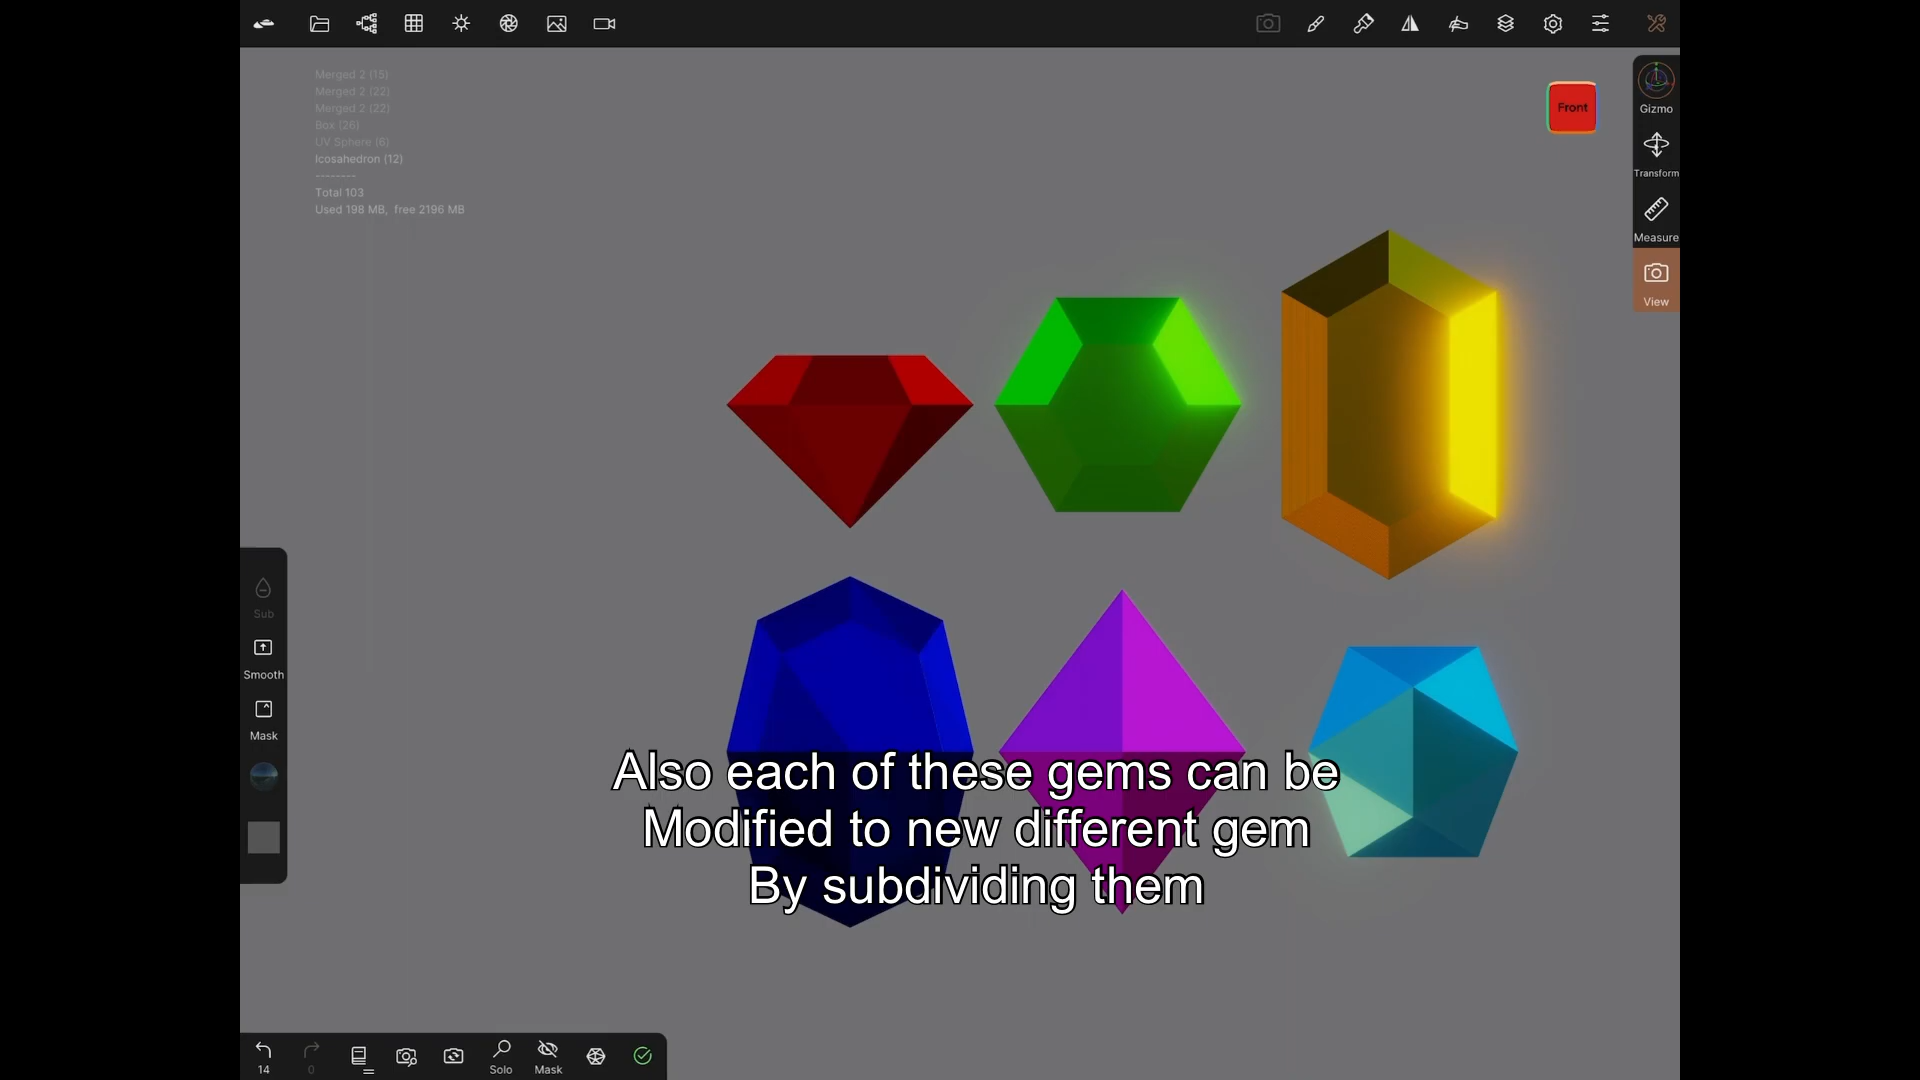 Merged 2 (15)
Merged 2 (22)
Merged 2 (22)
Box (26)
UV Sphere (6)
Icosahedron (12)
--------
Total 103
Used 198 MB, free 2196 MB
Front
Gizmo
Transform
Measure
View
Sub
Smooth
Mask
Also each of these gems can be
Modified to new different gem
By subdividing them
14
0
Solo
Mask